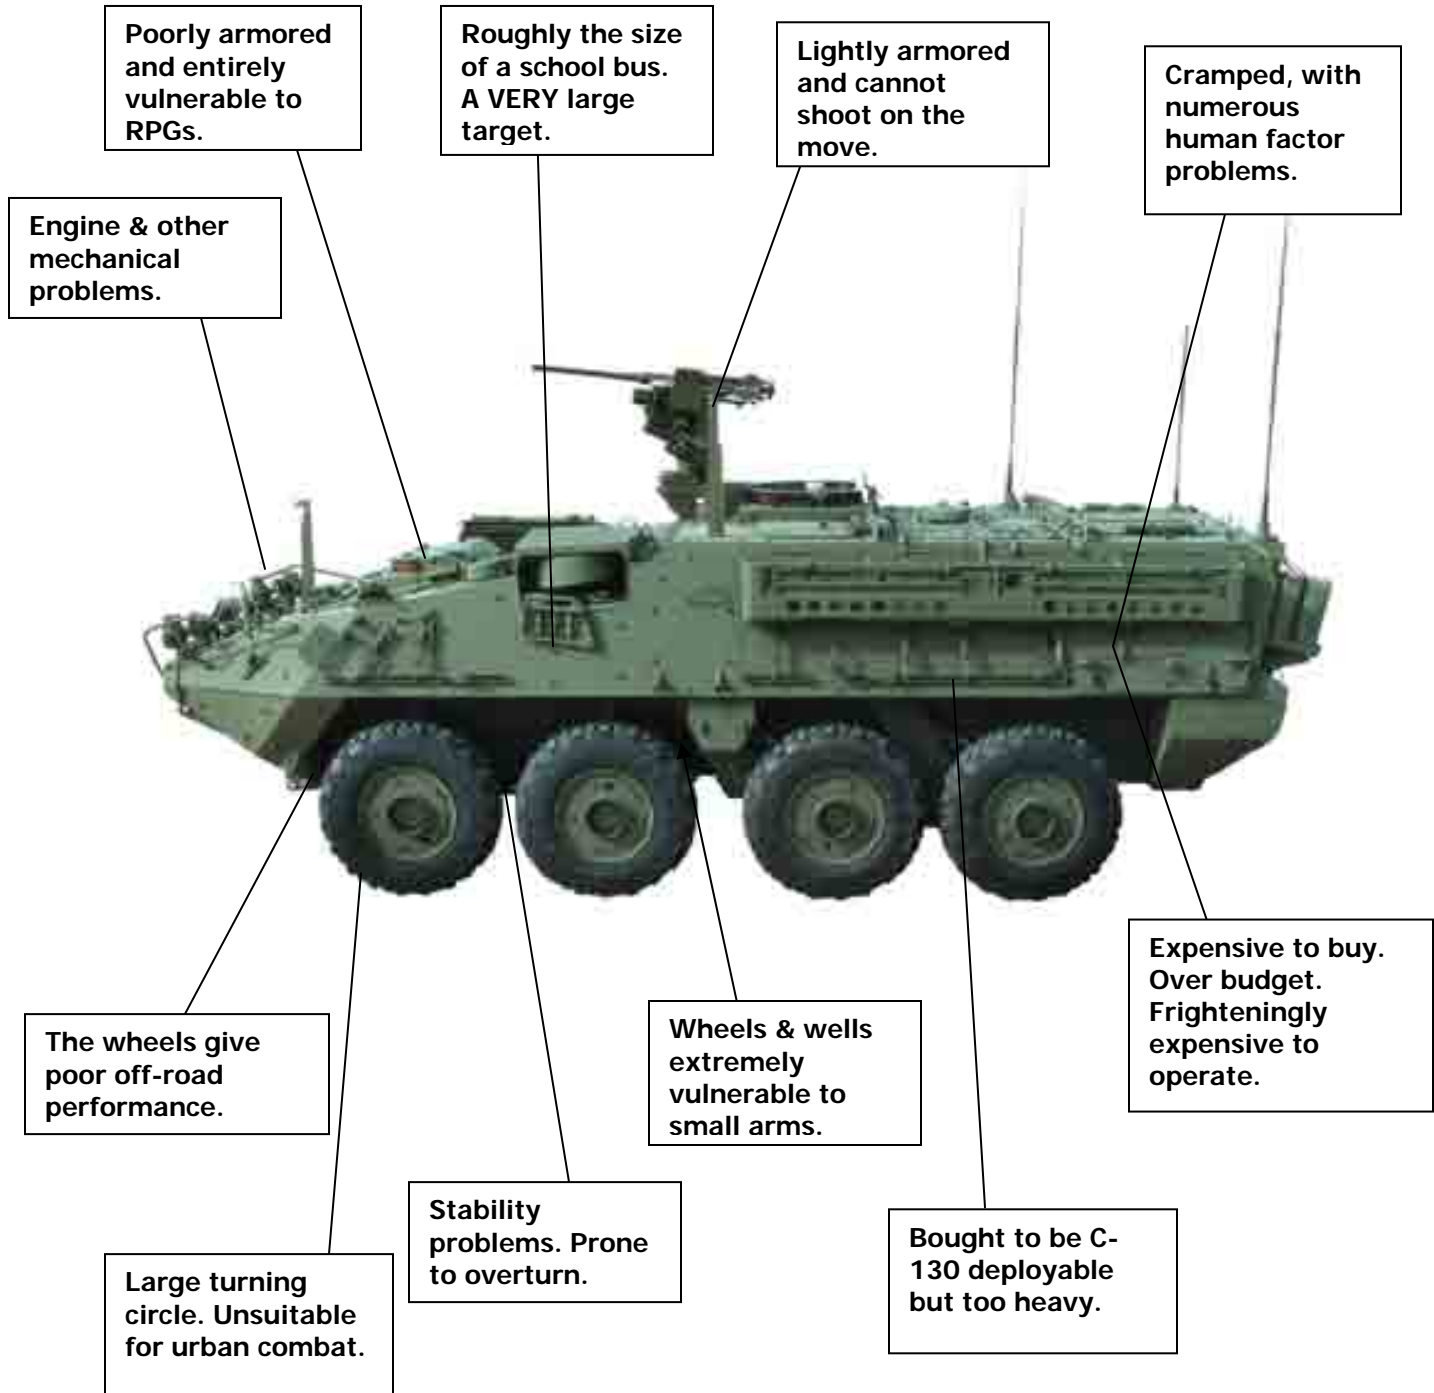 Poorly armored
and entirely
vulnerable to
RPGs.
Roughly the size
of a school bus.
A VERY large
target.
Lightly armored
and cannot
shoot on the
move.
Cramped, with
numerous
human factor
problems.
Engine & other
mechanical
problems.
Expensive to buy.
Over budget.
Frighteningly
expensive to
operate.
The wheels give
poor off-road
performance.
Wheels & wells
extremely
vulnerable to
small arms.
Stability
problems. Prone
to overturn.
Bought to be C-
130 deployable
but too heavy.
Large turning
circle. Unsuitable
for urban combat.